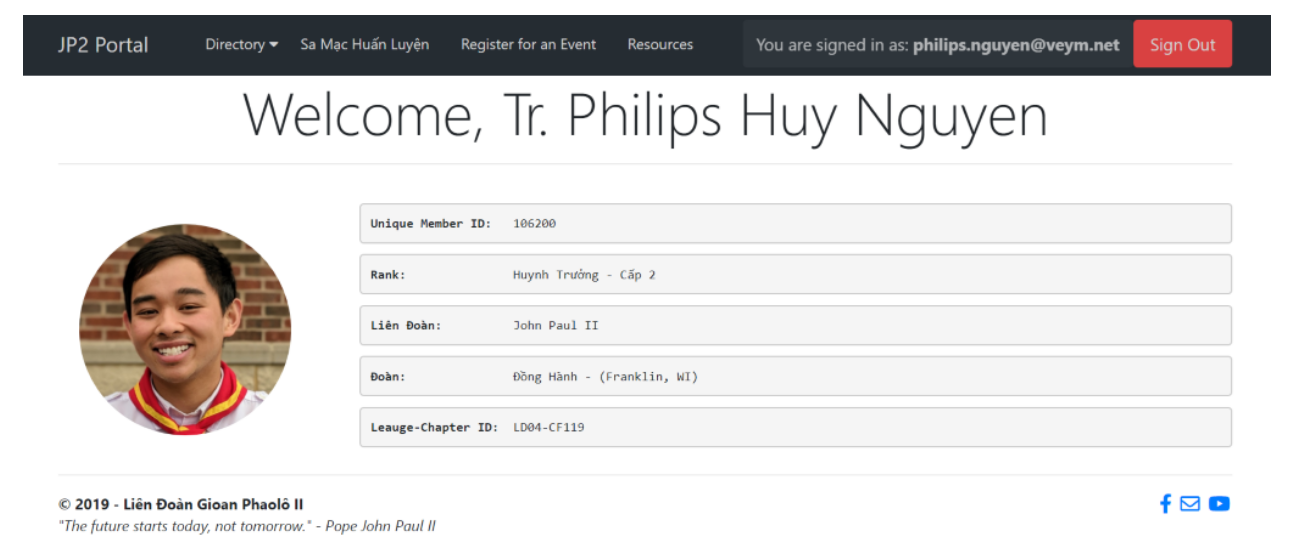 JP2 Portal Directory Sa Mạc Huấn Luyện Register for an Event Resources You are signed in as: philips.nguyen@veym.net Sign Out
Welcome, Tr. Philips Huy Nguyen
Unique Member ID: 106200
Rank: Huynh Trưởng - Cấp 2
Liên Đoàn: John Paul II
Đoàn: Đồng Hành - (Franklin, WI)
Leauge-Chapter ID: LD04-CF119
© 2019 - Liên Đoàn Gioan Phaolô II
"The future starts today, not tomorrow." - Pope John Paul II